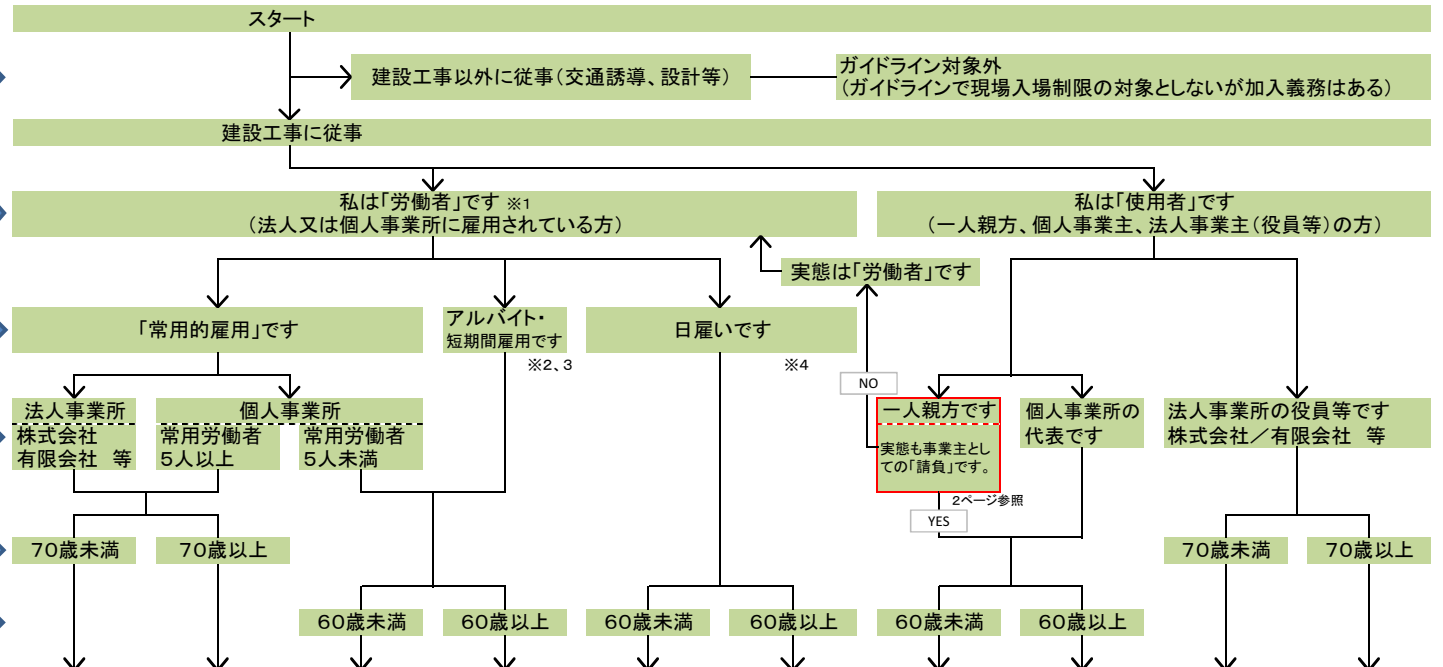 スタート
建設工事以外に従事(交通誘導、設計等)
ガイドライン対象外
(ガイドラインで現場入場制限の対象としないが加入義務はある)
建設工事に従事
私は「労働者」です ※1
(法人又は個人事業所に雇用されている方)
私は「使用者」です
(一人親方、個人事業主、法人事業主(役員等)の方)
実態は「労働者」です
「常用的雇用」です
アルバイト・
短期間雇用です
※2、3
日雇いです
※4
NO
法人事業所
株式会社
有限会社 等
個人事業所
常用労働者
5人以上
常用労働者
5人未満
一人親方です
実態も事業主とし
ての「請負」です。
2ページ参照
YES
個人事業所の
代表です
法人事業所の役員等です
株式会社/有限会社 等
70歳未満
70歳以上
70歳未満
70歳以上
60歳未満
60歳以上
60歳未満
60歳以上
60歳未満
60歳以上